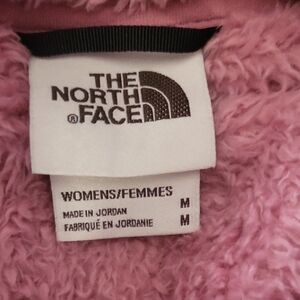 THE
NORTH
®FACE
WOMENS/FEMMES M
MADE IN JORDAN M
FABRIQUÉ EN JORDANIE